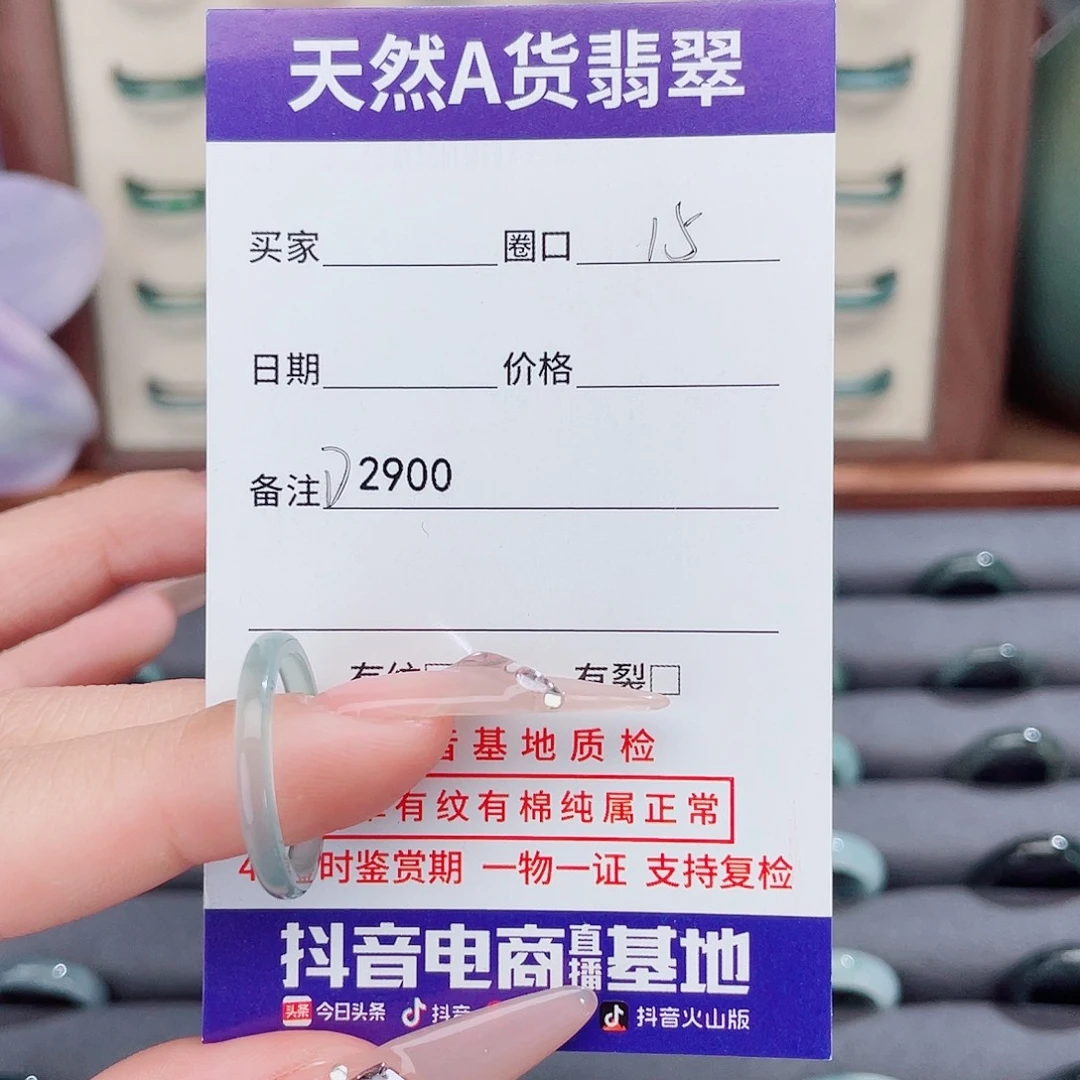 天然A货翡翠
买家 圈口 15
日期 价格
备注 D2900
有纹 有裂
基地质检
有纹有棉纯属正常
时鉴赏期 一物一证 支持复检
抖音电商直播基地
头条 今日头条 抖音 抖音火山版